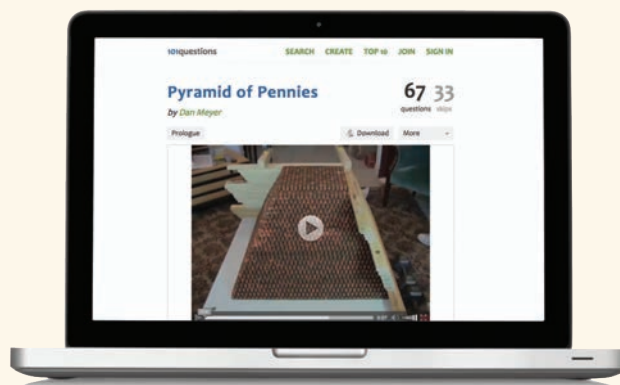 101questions
SEARCH CREATE TOP 10 JOIN SIGN IN
Pyramid of Pennies
67 33
by Dan Meyer
questions skips
Prologue
Download More